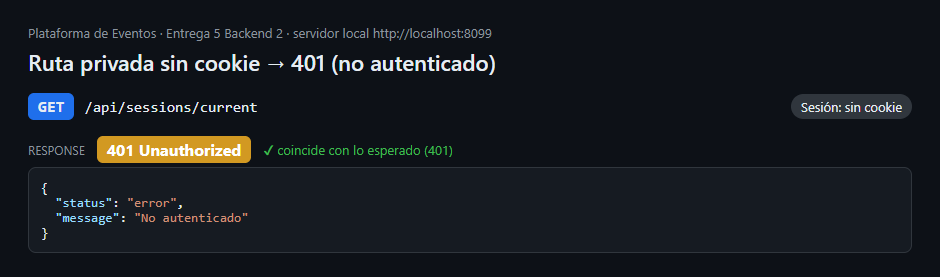 Plataforma de Eventos · Entrega 5 Backend 2 · servidor local http://localhost:8099
Ruta privada sin cookie → 401 (no autenticado)
GET /api/sessions/current Sesión: sin cookie
RESPONSE 401 Unauthorized ✓ coincide con lo esperado (401)
{
  "status": "error",
  "message": "No autenticado"
}